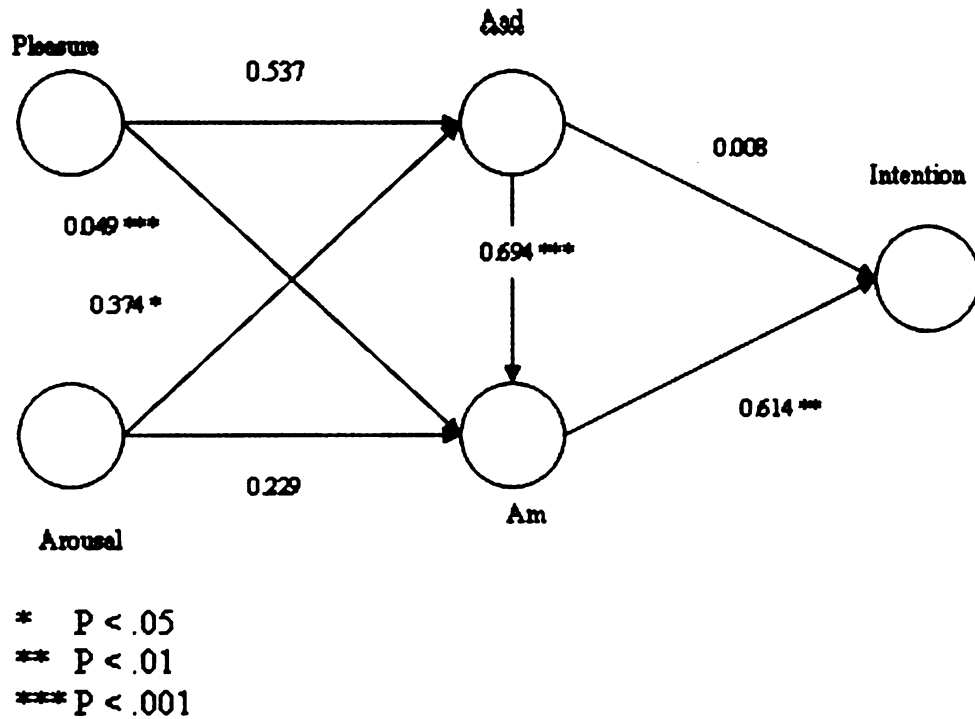 Aad
Pleasure
0.537
0.008
Intention
0.049 ***
0.694 ***
0.374 *
0.614 **
0.229
Am
Arousal
* P < .05
** P < .01
*** P < .001